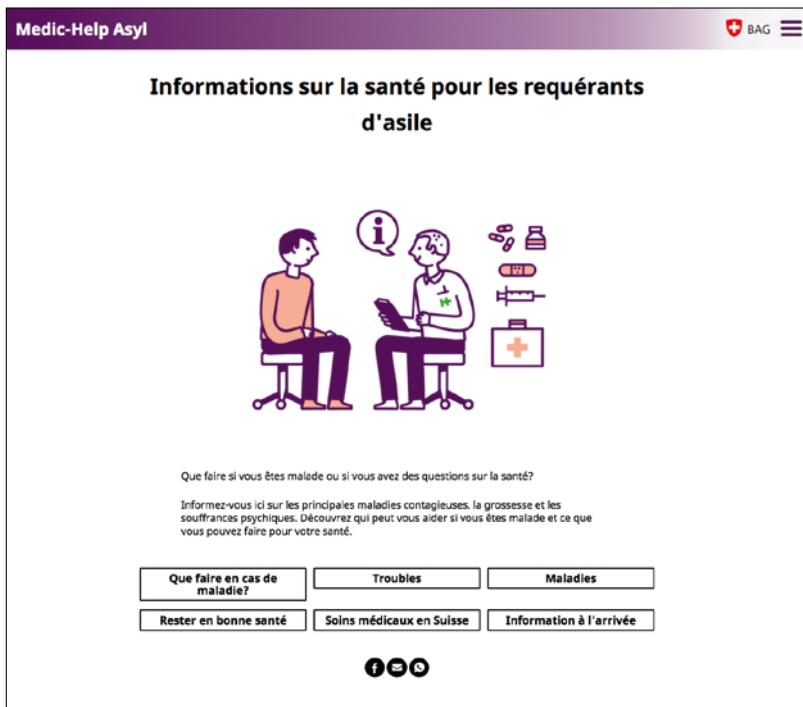 Medic-Help Asyl
BAG
Informations sur la santé pour les requérants
d'asile
i
Que faire si vous êtes malade ou si vous avez des questions sur la santé?
Informez-vous ici sur les principales maladies contagieuses, la grossesse et les
souffrances psychiques. Découvrez qui peut vous aider si vous êtes malade et ce que
vous pouvez faire pour votre santé.
Que faire en cas de
maladie?
Troubles
Maladies
Rester en bonne santé
Soins médicaux en Suisse
Information à l'arrivée